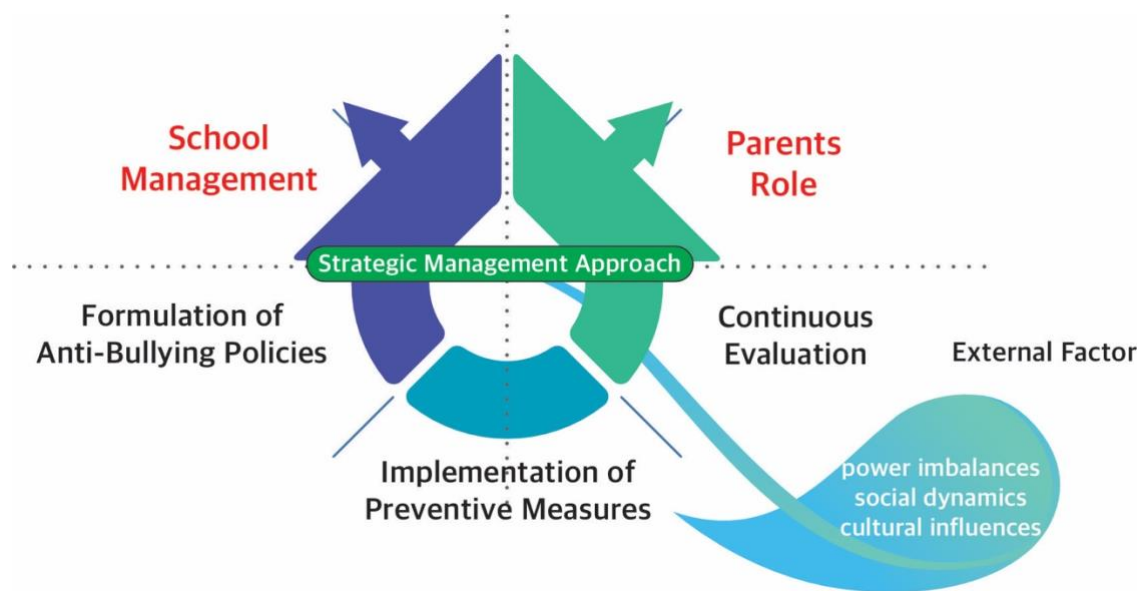 School
Management
Parents
Role
Strategic Management Approach
Formulation of
Anti-Bullying Policies
Continuous
Evaluation
External Factor
Implementation of
Preventive Measures
power imbalances
social dynamics
cultural influences